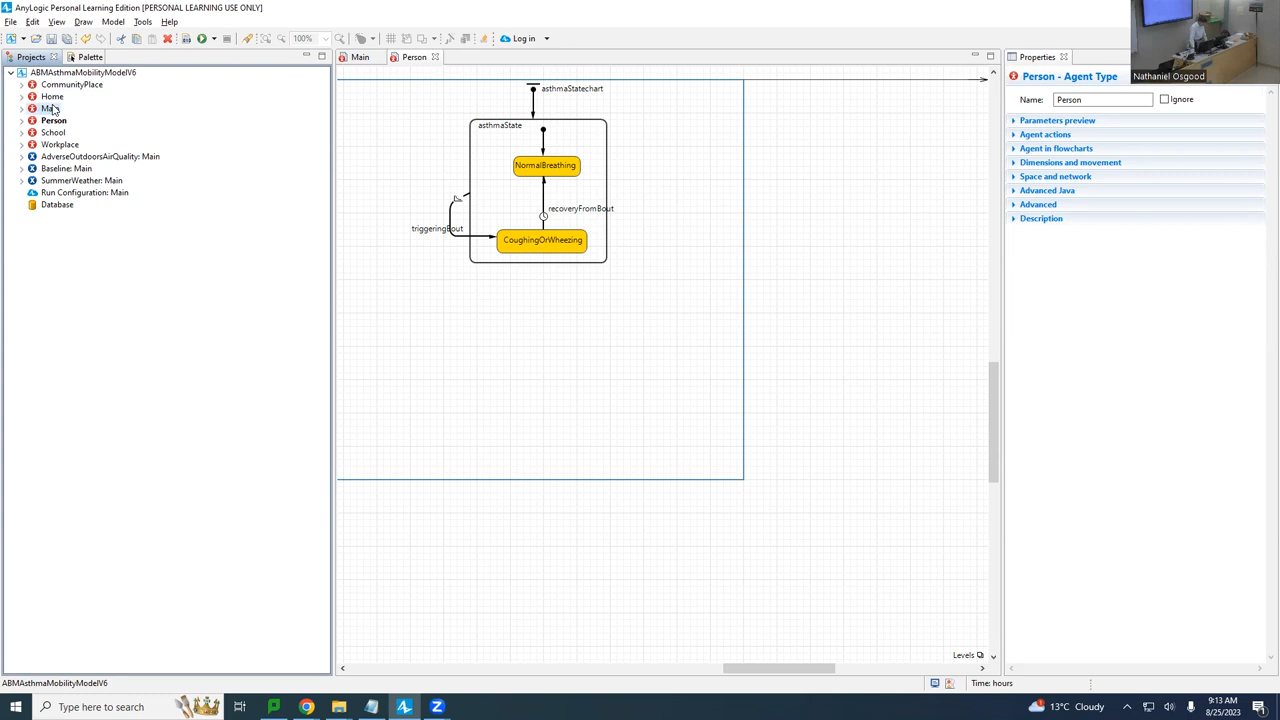 AnyLogic Personal Learning Edition [PERSONAL LEARNING USE ONLY]
File Edit View Draw Model Tools Help
100% Log in
Projects Palette
Main Person
Properties
Nathaniel Osgood
ABMAsthmaMobilityModelV6
CommunityPlace
Home
Person
School
Workplace
AdverseOutdoorsAirQuality: Main
Baseline: Main
SummerWeather: Main
Run Configuration: Main
Database
asthmaStatechart
asthmaState
NormalBreathing
recoveryFromBout
triggeringBout
CoughingOrWheezing
Levels
Person - Agent Type
Name: Person Ignore
Parameters preview
Agent actions
Agent in flowcharts
Dimensions and movement
Space and network
Advanced Java
Advanced
Description
ABMAsthmaMobilityModelV6
Time: hours
Type here to search
13°C Cloudy
9:13 AM
8/25/2023